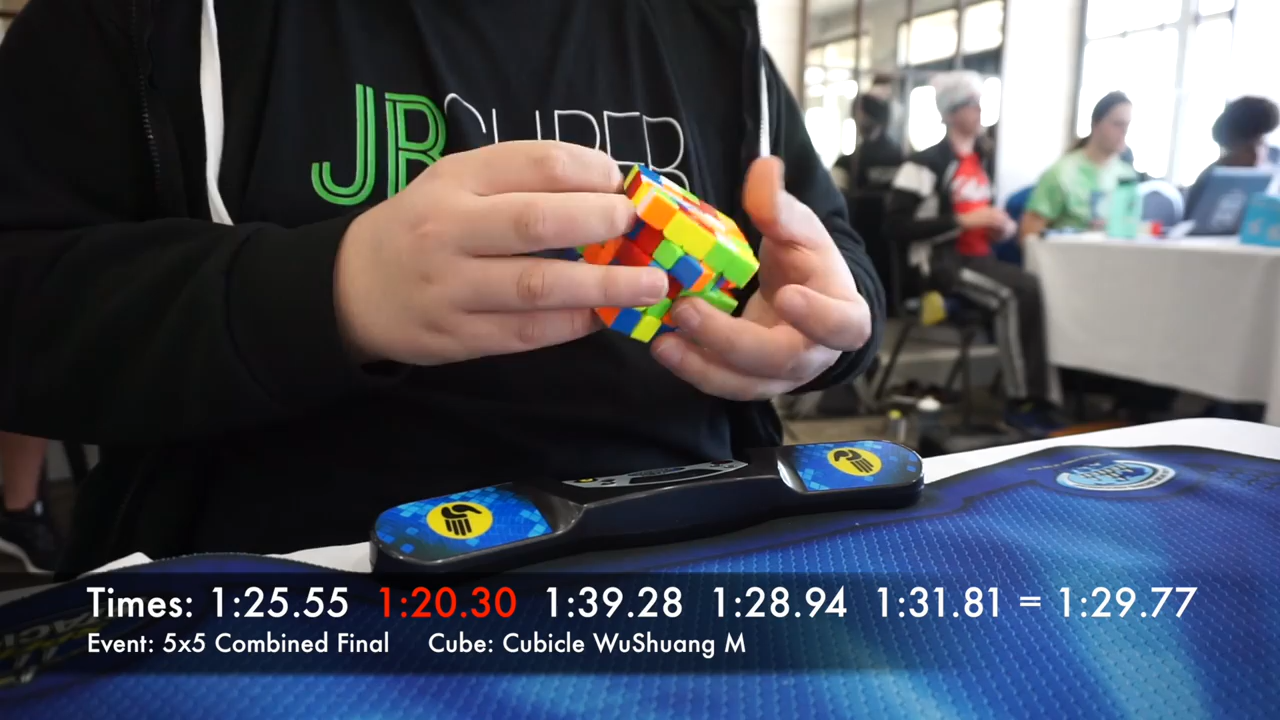 JBCUBER
Times: 1:25.55 1:20.30 1:39.28 1:28.94 1:31.81 = 1:29.77
Event: 5x5 Combined Final Cube: Cubicle WuShuang M